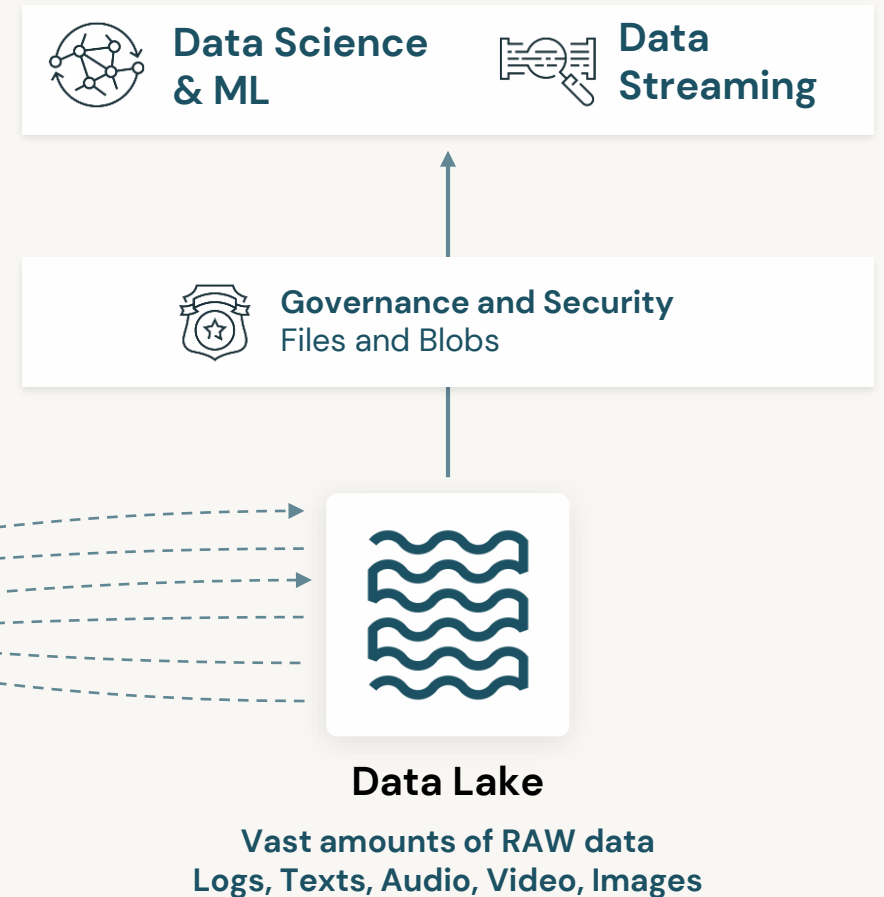 Data Science
& ML
Data
Streaming
Governance and Security
Files and Blobs
Data Lake
Vast amounts of RAW data
Logs, Texts, Audio, Video, Images